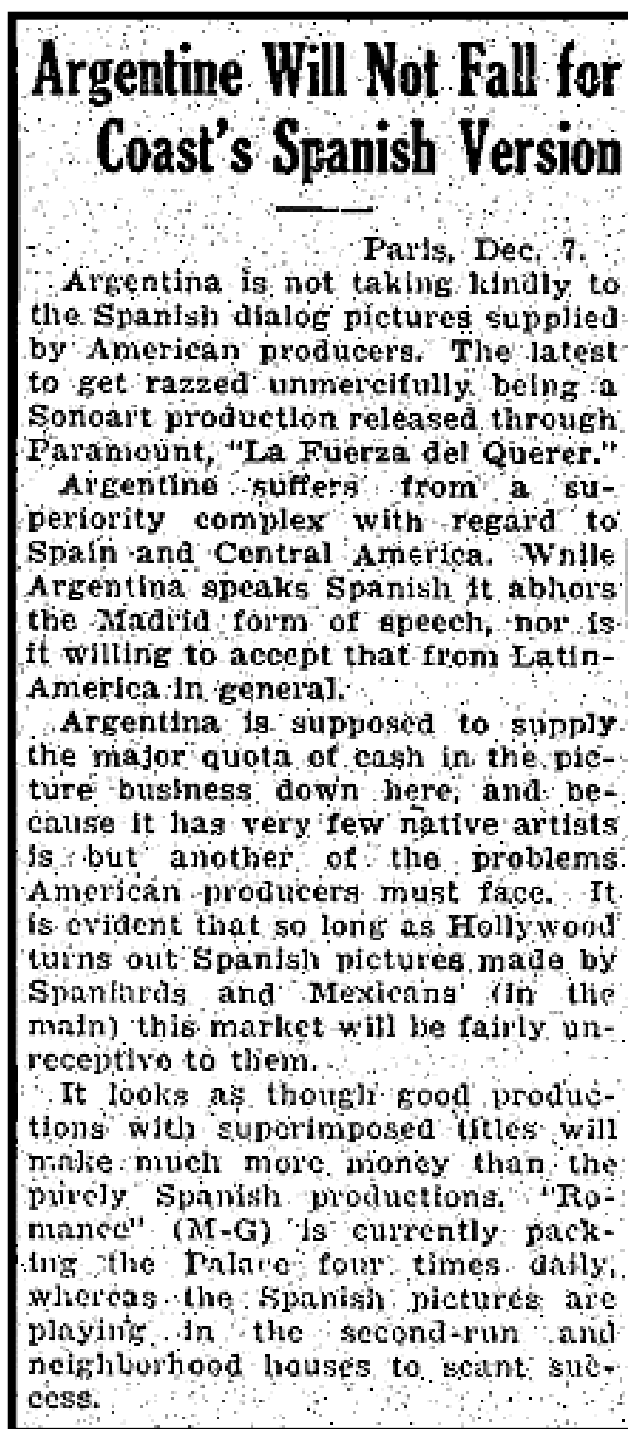 Argentine Will Not Fall for
Coast's Spanish Version
Paris, Dec. 7.
Argentina is not taking kindly to
the Spanish dialog pictures supplied
by American producers. The latest
to get razzed unmercifully being a
Sonoart production released through
Paramount, "La Fuerza del Querer."
Argentine suffers from a su-
periority complex with regard to
Spain and Central America. While
Argentina speaks Spanish it abhors
the Madrid form of speech, nor is
it willing to accept that from Latin-
America in general.
Argentina is supposed to supply
the major quota of cash in the pic-
ture business down here, and be-
cause it has very few native artists
is but another of the problems
American producers must face. It
is evident that so long as Hollywood
turns out Spanish pictures made by
Spaniards and Mexicans (in the
main) this market will be fairly un-
receptive to them.
It looks as though good produc-
tions with superimposed titles will
make much more money than the
purely Spanish productions. "Ro-
mance" (M-G) is currently pack-
ing the Palace four times daily,
whereas the Spanish pictures are
playing in the second-run and
neighborhood houses to scant suc-
cess.